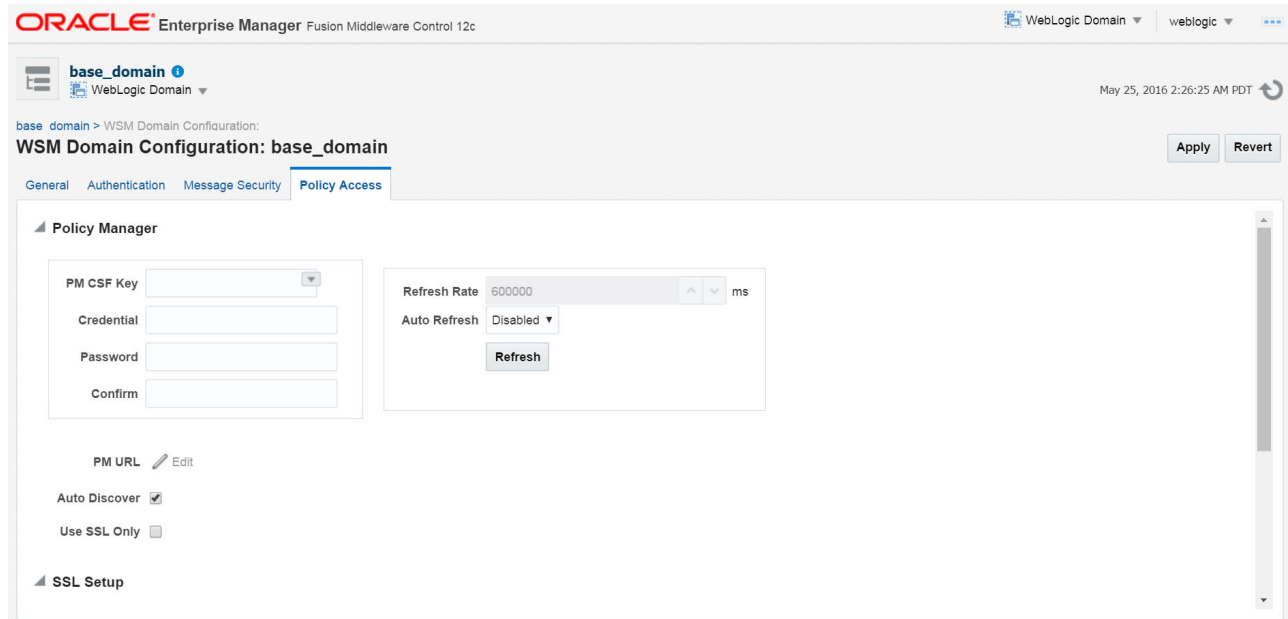 ORACLE Enterprise Manager Fusion Middleware Control 12c
WebLogic Domain
weblogic
base_domain
WebLogic Domain
May 25, 2016 2:26:25 AM PDT
base_domain > WSM Domain Configuration:
WSM Domain Configuration: base_domain
Apply
Revert
General
Authentication
Message Security
Policy Access
Policy Manager
PM CSF Key
Credential
Password
Confirm
Refresh Rate 600000 ms
Auto Refresh Disabled
Refresh
PM URL Edit
Auto Discover
Use SSL Only
SSL Setup